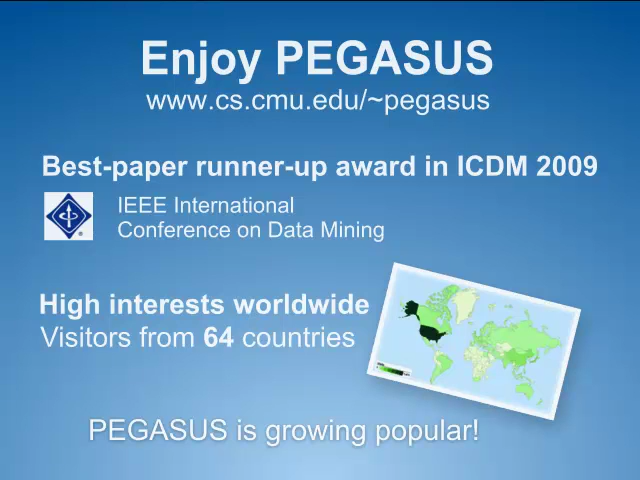 Enjoy PEGASUS
www.cs.cmu.edu/~pegasus
Best-paper runner-up award in ICDM 2009
IEEE International
Conference on Data Mining
High interests worldwide
Visitors from 64 countries
PEGASUS is growing popular!